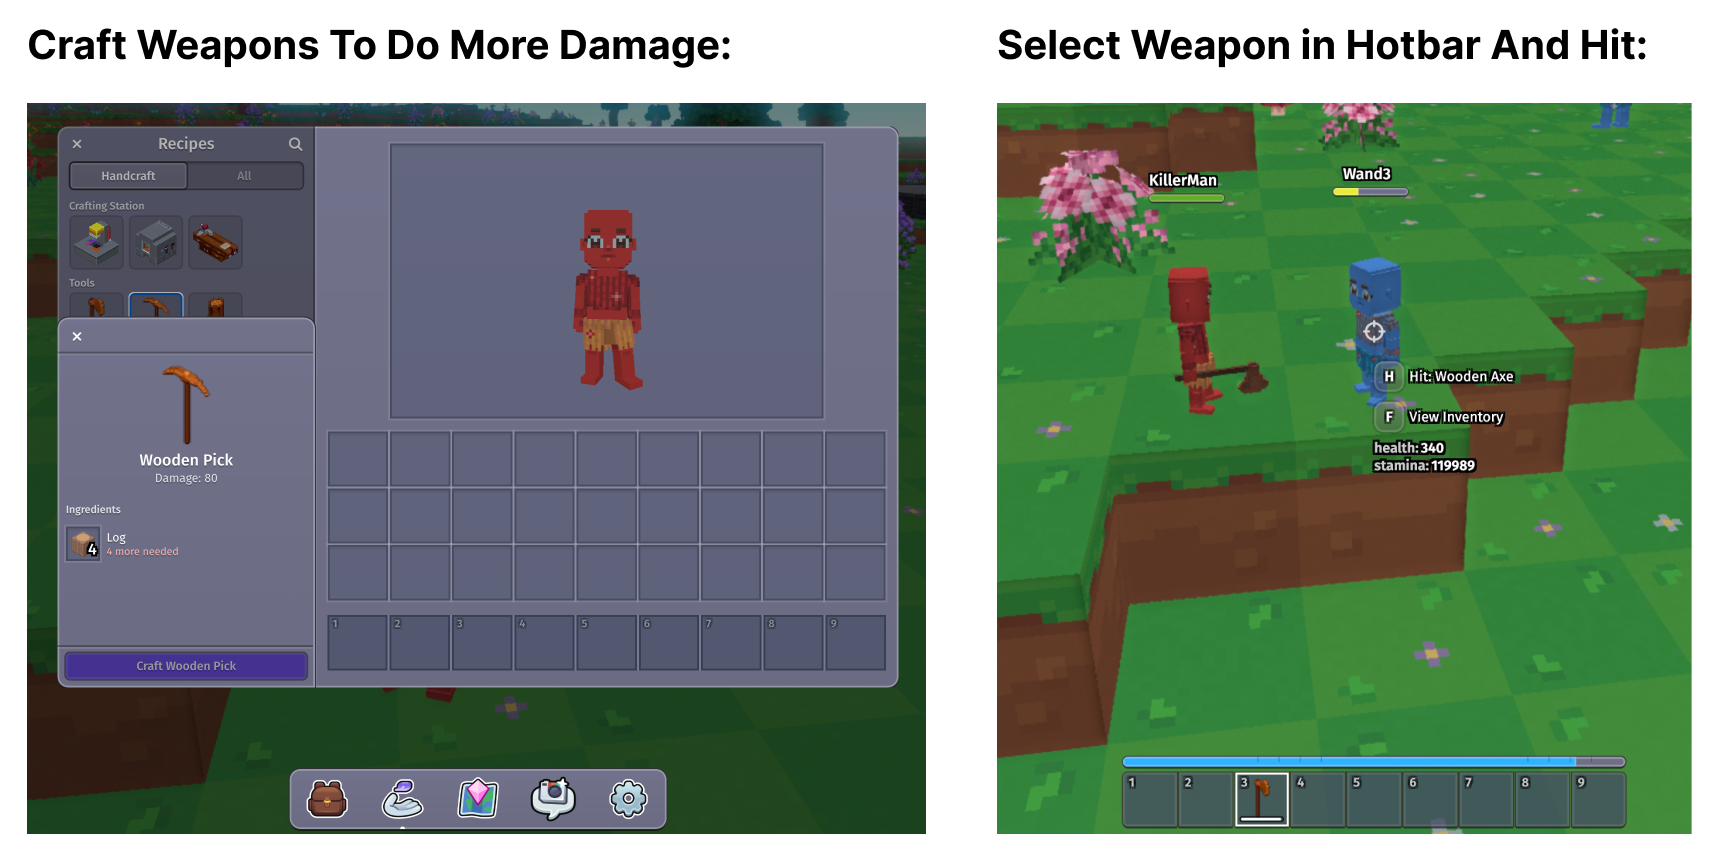 Craft Weapons To Do More Damage:
Select Weapon in Hotbar And Hit:
Recipes
Handcraft
All
Crafting Station
Tools
Wooden Pick
Damage: 80
Ingredients
4
Log
4 more needed
Craft Wooden Pick
1 2 3 4 5 6 7 8 9
KillerMan
Wand3
H Hit: Wooden Axe
F View Inventory
health: 340
stamina: 119989
1 2 3 4 5 6 7 8 9